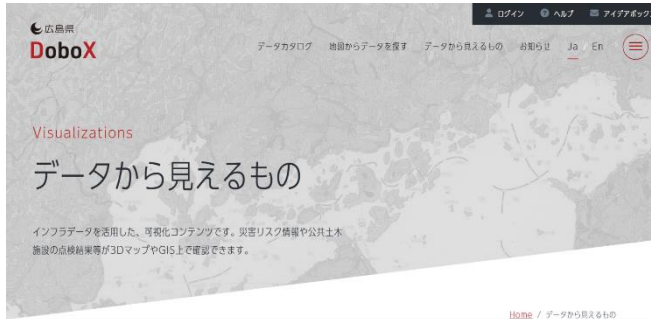 ログイン ヘルプ アイデアボックス
広島県
DoboX
データカタログ 地図からデータを探す データから見えるもの お知らせ Ja En
Visualizations
データから見えるもの
インフラデータを活用した、可視化コンテンツです。災害リスク情報や公共土木
施設の点検結果等が3DマップやGIS上で確認できます。
Home / データから見えるもの